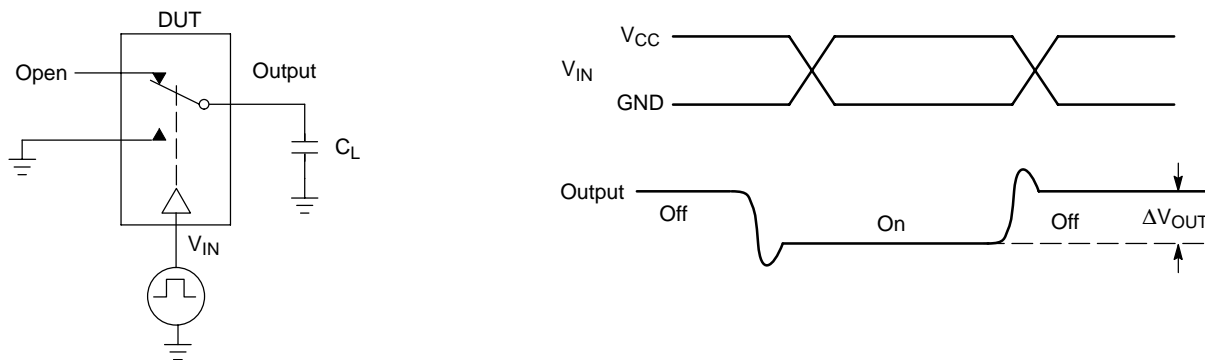 DUT
Open
Output
C_L
V_IN
V_CC
V_IN
GND
Output
Off
On
Off
ΔV_OUT